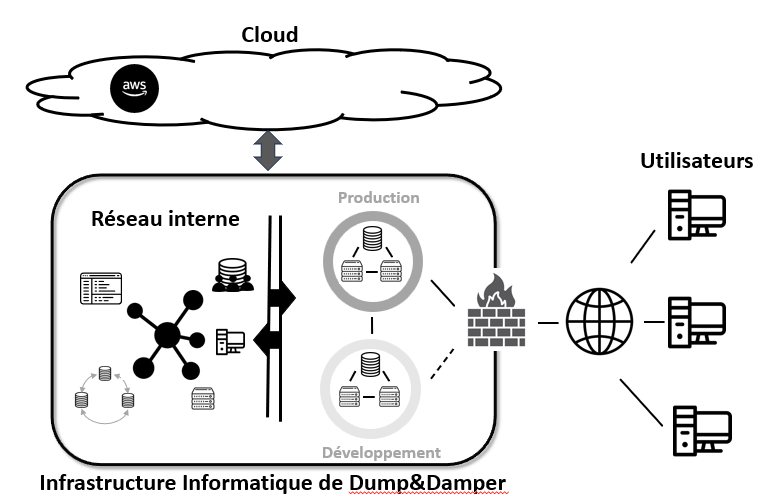 Cloud
aws
Utilisateurs
Production
Réseau interne
Développement
Infrastructure Informatique de Dump&Damper